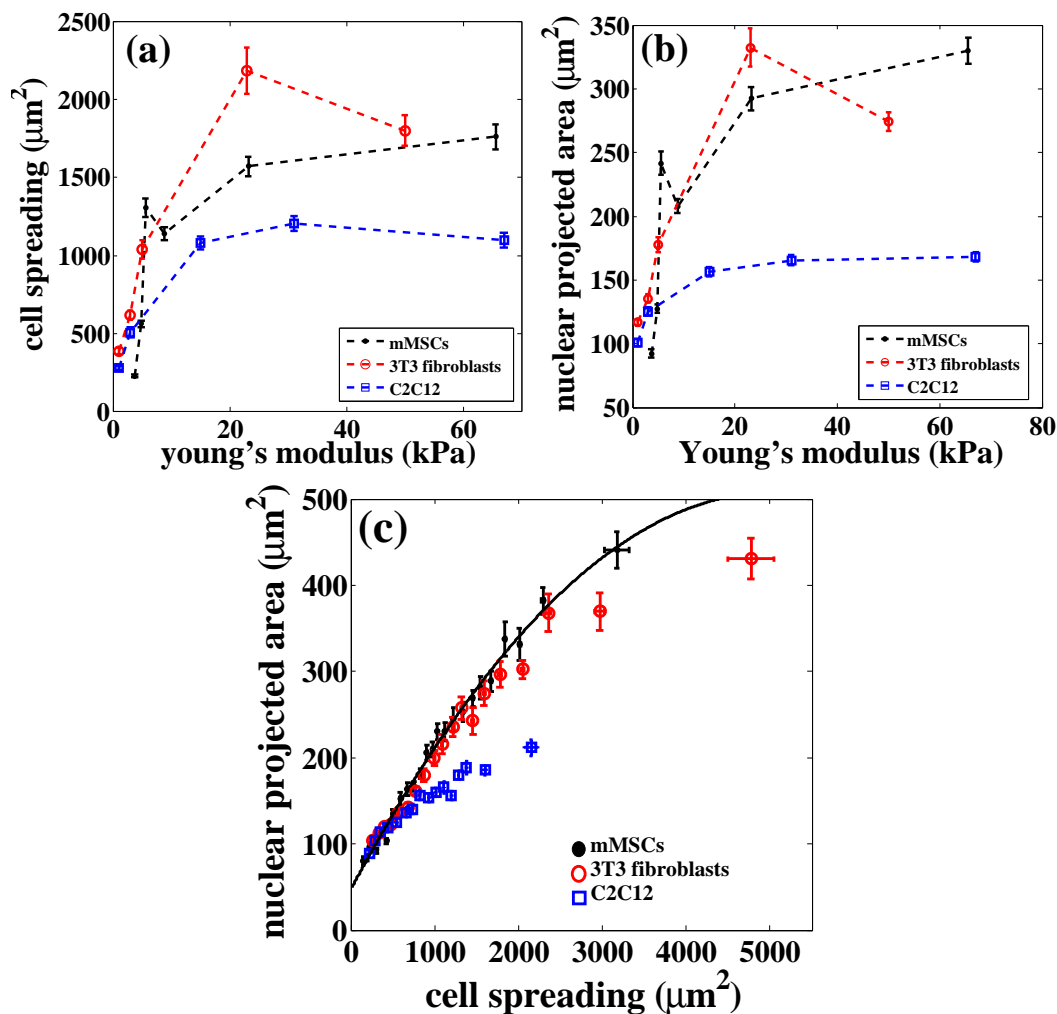 (a)
cell spreading (μm²)
2500
2000
1500
1000
500
0
0 20 40 60
young's modulus (kPa)
mMSCs
3T3 fibroblasts
C2C12
(b)
nuclear projected area (μm²)
350
300
250
200
150
100
50
0 20 40 60 80
Young's modulus (kPa)
mMSCs
3T3 fibroblasts
C2C12
(c)
nuclear projected area (μm²)
500
400
300
200
100
0
0 1000 2000 3000 4000 5000
cell spreading (μm²)
mMSCs
3T3 fibroblasts
C2C12